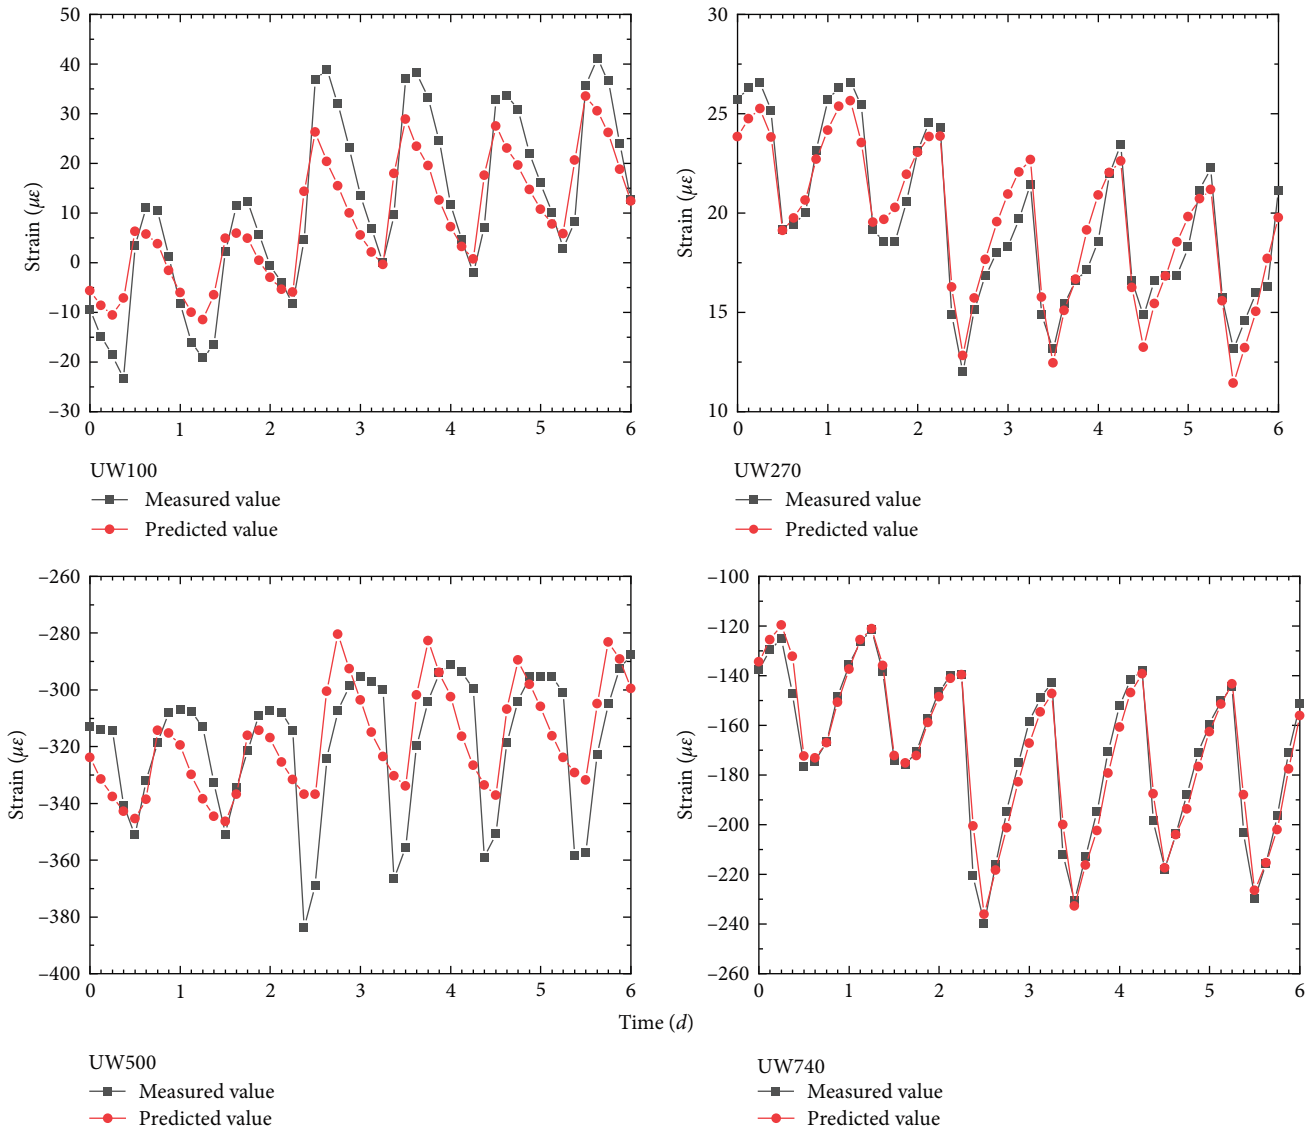 50
40
30
20
10
0
–10
–20
–30
Strain (με)
0 1 2 3 4 5 6
UW100
Measured value
Predicted value
30
25
20
15
10
Strain (με)
0 1 2 3 4 5 6
UW270
Measured value
Predicted value
–260
–280
–300
–320
–340
–360
–380
–400
Strain (με)
0 1 2 3 4 5 6
–100
–120
–140
–160
–180
–200
–220
–240
–260
Strain (με)
0 1 2 3 4 5 6
Time (d)
UW500
Measured value
Predicted value
UW740
Measured value
Predicted value